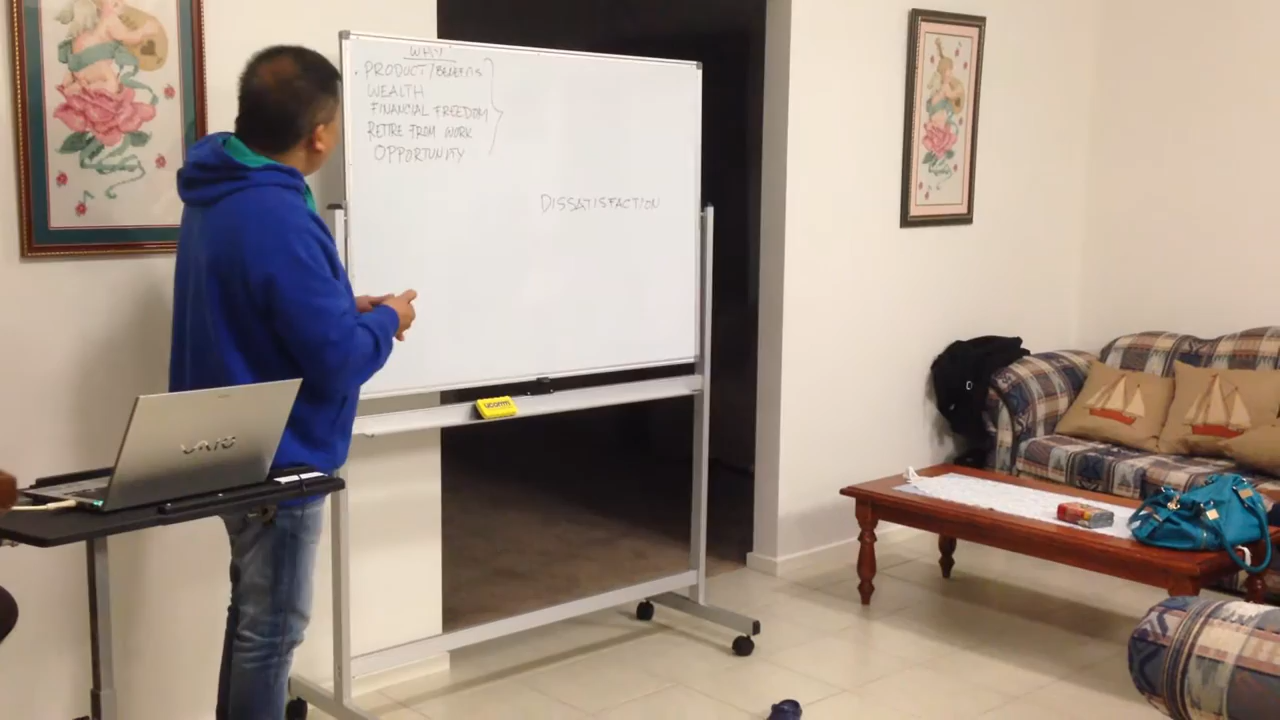 WHY
PRODUCT/BENEFITS
WEALTH
FINANCIAL FREEDOM
RETIRE FROM WORK
OPPORTUNITY
DISSATISFACTION
VAIO